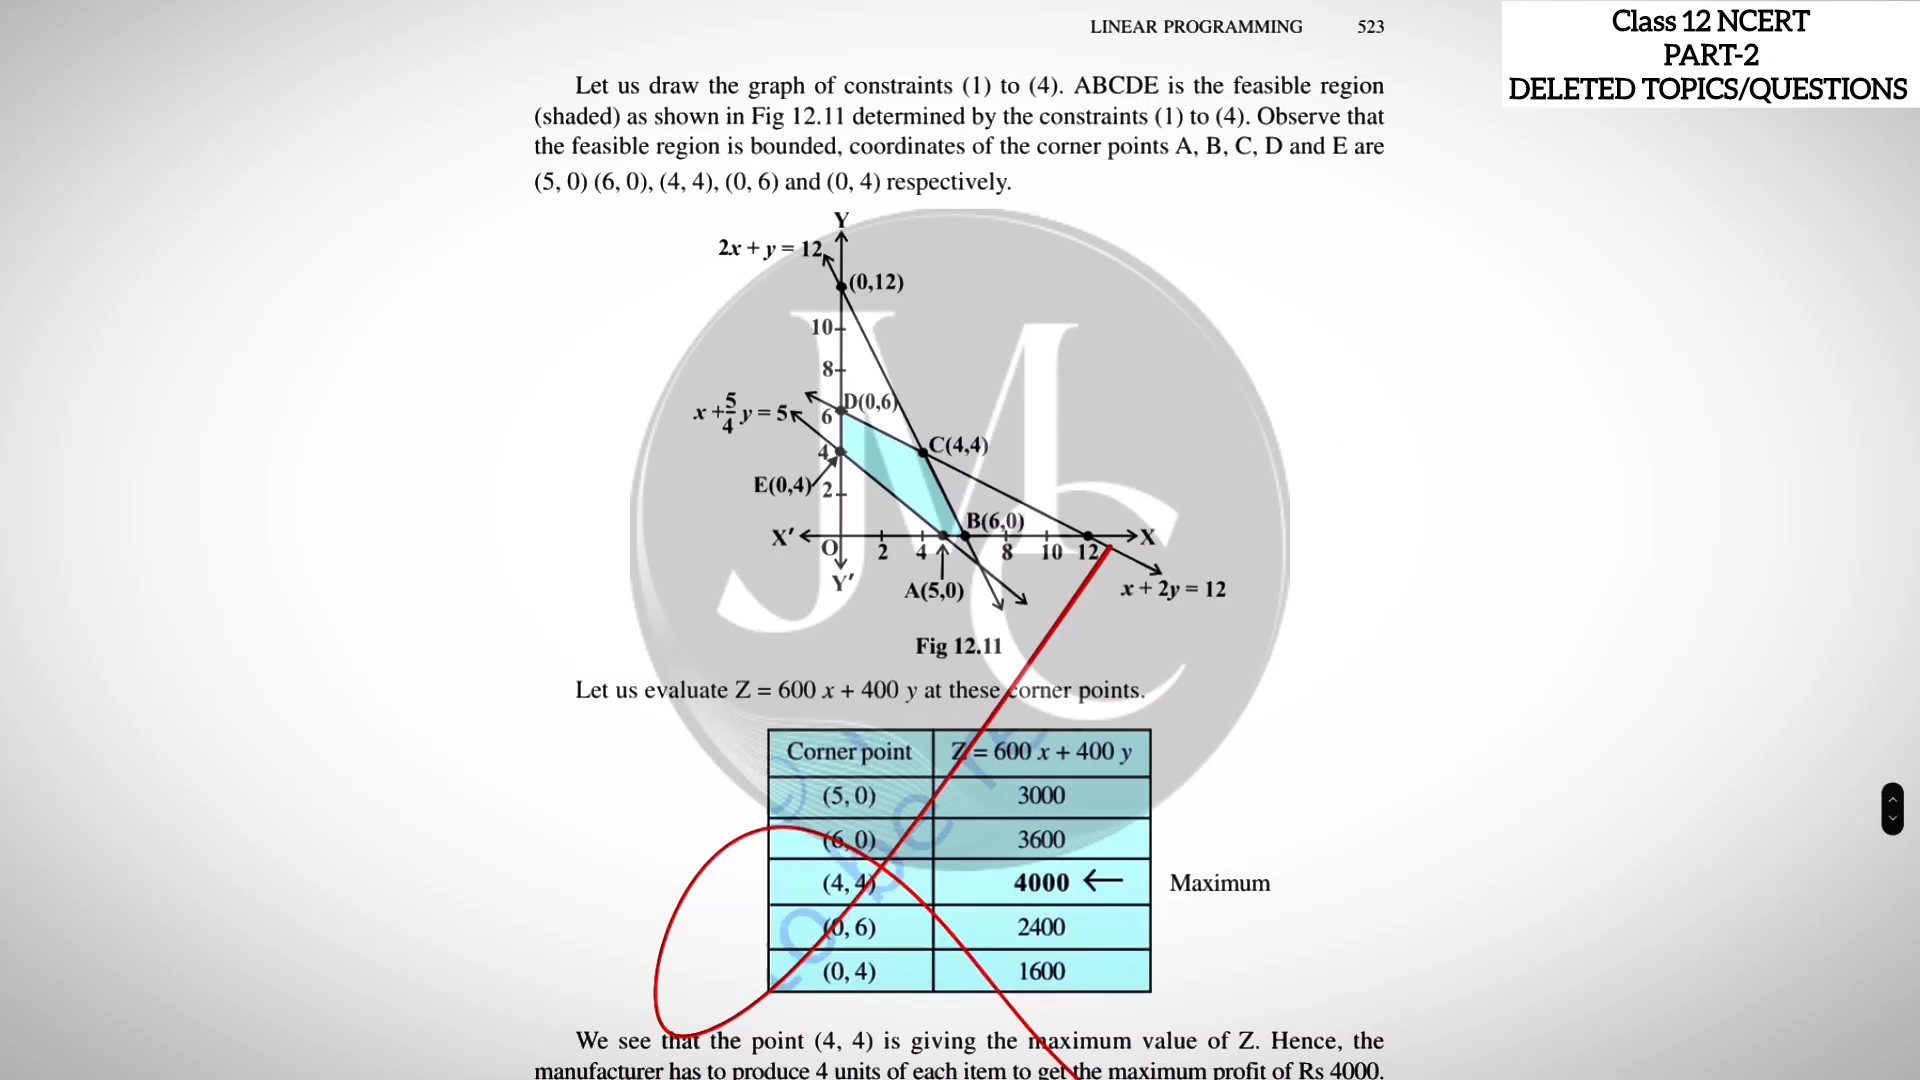 LINEAR PROGRAMMING 523
Class 12 NCERT
PART-2
DELETED TOPICS/QUESTIONS
Let us draw the graph of constraints (1) to (4). ABCDE is the feasible region
(shaded) as shown in Fig 12.11 determined by the constraints (1) to (4). Observe that
the feasible region is bounded, coordinates of the corner points A, B, C, D and E are
(5, 0) (6, 0), (4, 4), (0, 6) and (0, 4) respectively.
Y
2x + y = 12
(0,12)
10
8
D(0,6)
x + 5/4 y = 5
6
C(4,4)
4
E(0,4)
2
B(6,0)
X′ O 2 4 8 10 12 X
Y′
A(5,0)
x + 2y = 12
Fig 12.11
Let us evaluate Z = 600 x + 400 y at these corner points.
Corner point Z = 600 x + 400 y
(5, 0) 3000
(6, 0) 3600
(4, 4) 4000 ← Maximum
(0, 6) 2400
(0, 4) 1600
We see that the point (4, 4) is giving the maximum value of Z. Hence, the
manufacturer has to produce 4 units of each item to get the maximum profit of Rs 4000.
JMC